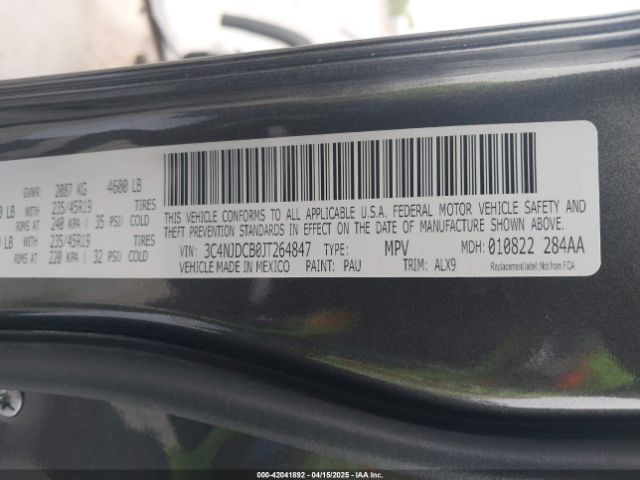 GVWR: 2087 KG 4600 LB
0 LB WITH 235/45R19 TIRES
RIMS AT 240 KPA ( 35 PSI) COLD
LB WITH 235/45R19 TIRES
RIMS AT 220 KPA ( 32 PSI) COLD
THIS VEHICLE CONFORMS TO ALL APPLICABLE U.S.A. FEDERAL MOTOR VEHICLE SAFETY AND
THEFT PREVENTION STANDARDS IN EFFECT ON THE DATE OF MANUFACTURE SHOWN ABOVE.
VIN: 3C4NJDCB0JT264847 TYPE: MPV MDH: 010822 284AA
VEHICLE MADE IN MEXICO PAINT: PAU TRIM: ALX9 Replacement label: Not from FCA
000-42041892 - 04/15/2025 - IAA Inc.